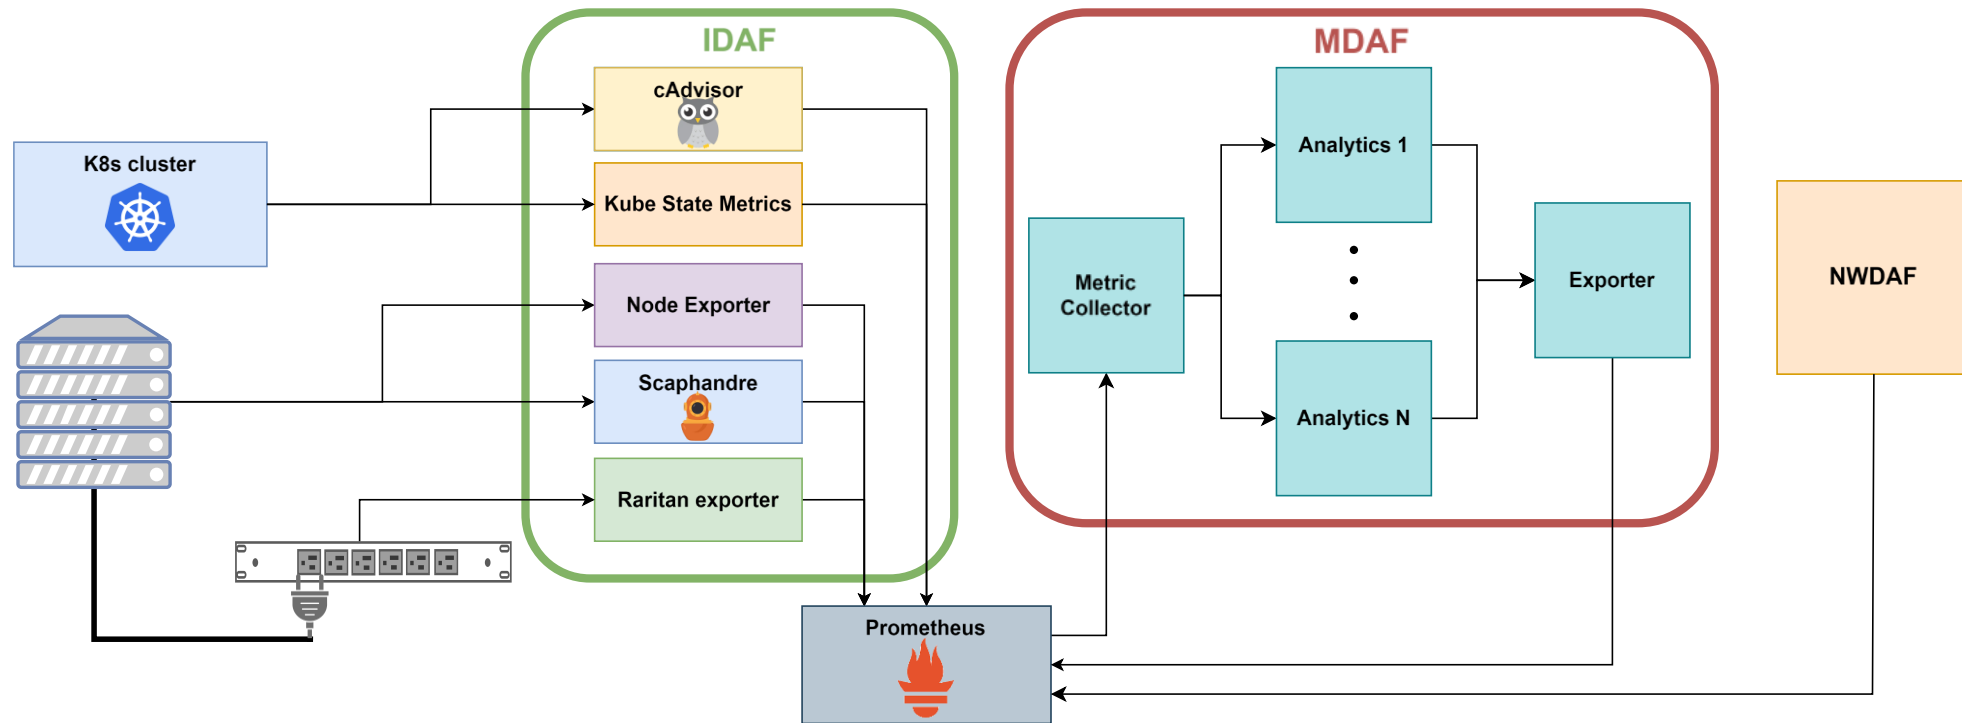 IDAF
MDAF
cAdvisor
K8s cluster
Kube State Metrics
Node Exporter
Scaphandre
Raritan exporter
Prometheus
Metric
Collector
Analytics 1
Analytics N
Exporter
NWDAF